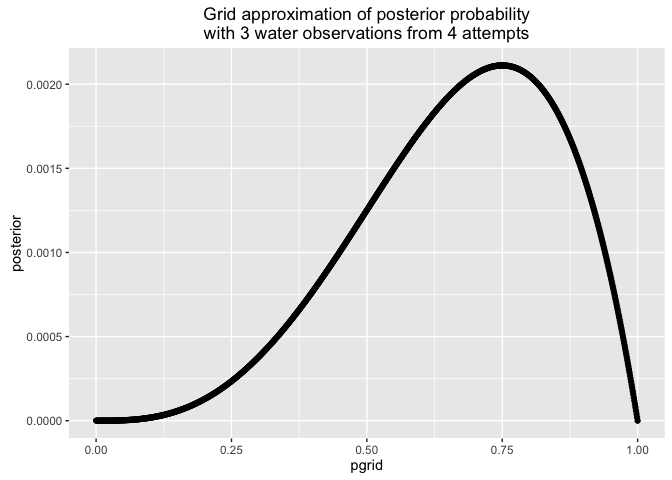 Grid approximation of posterior probability
with 3 water observations from 4 attempts
posterior
0.0020
0.0015
0.0010
0.0005
0.0000
0.00 0.25 0.50 0.75 1.00
pgrid